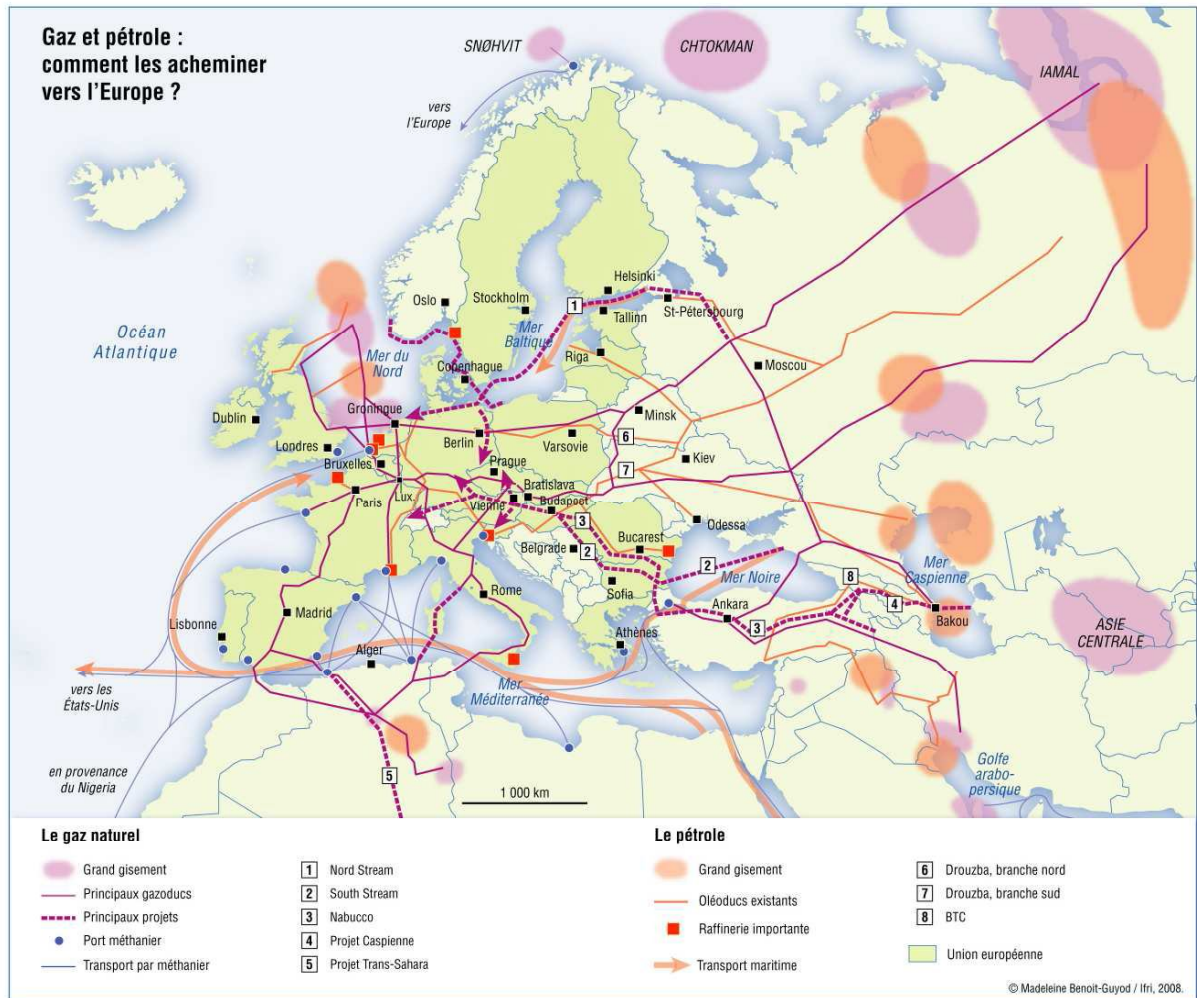 Gaz et pétrole :
comment les acheminer
vers l'Europe ?
SNØHVIT
CHTOKMAN
IAMAL
vers
l'Europe
Océan
Atlantique
Oslo
Stockholm
Helsinki
1
Tallinn
St-Pétersbourg
Mer
Baltique
Mer du
Nord
Riga
Moscou
Copenhague
Dublin
Groningue
Minsk
Londres
Berlin
Varsovie
6
Bruxelles
Prague
7
Kiev
Paris
Lux.
Bratislava
Vienne
Budapest
3
Odessa
Belgrade
2
Bucarest
2
Mer Noire
8
Mer
Caspienne
Sofia
4
Rome
Madrid
Ankara
3
Bakou
Lisbonne
Athènes
ASIE
CENTRALE
Alger
Mer
Méditerranée
vers les
États-Unis
en provenance
du Nigeria
5
1 000 km
Golfe
arabo-
persique
Le gaz naturel
Grand gisement
Principaux gazoducs
Principaux projets
Port méthanier
Transport par méthanier
1 Nord Stream
2 South Stream
3 Nabucco
4 Projet Caspienne
5 Projet Trans-Sahara
Le pétrole
Grand gisement
Oléoducs existants
Raffinerie importante
Transport maritime
6 Drouzba, branche nord
7 Drouzba, branche sud
8 BTC
Union européenne
© Madeleine Benoit-Guyod / Ifri, 2008.